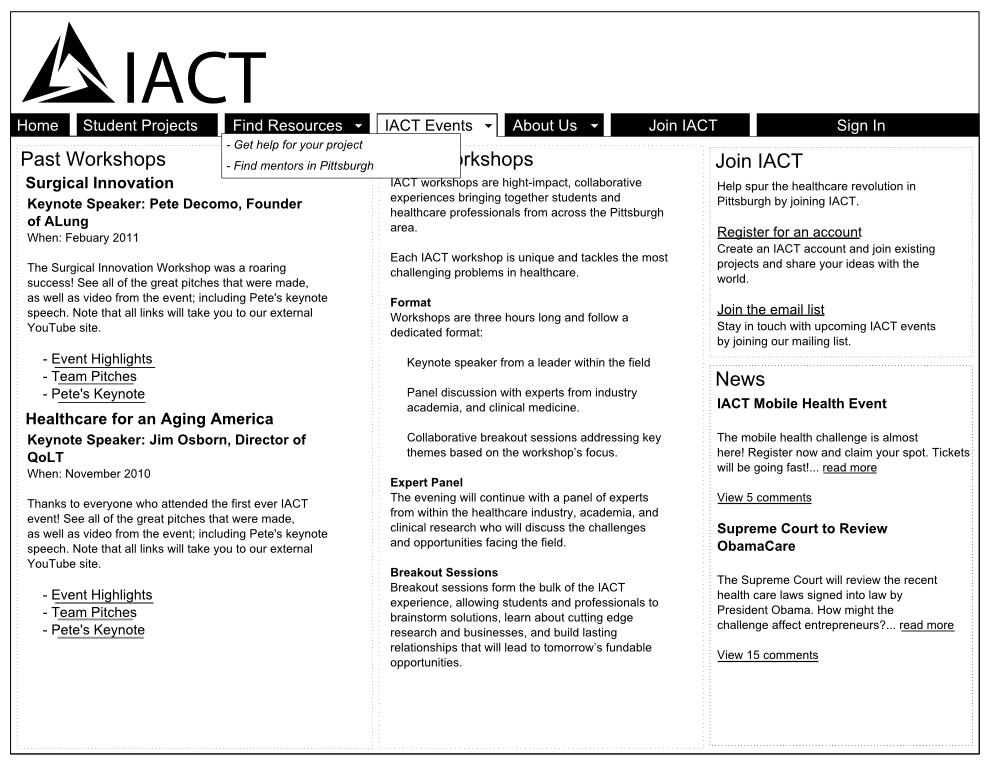 IACT
Home
Student Projects
Find Resources
IACT Events
About Us
Join IACT
Sign In
- Get help for your project
- Find mentors in Pittsburgh
Past Workshops
Surgical Innovation
Keynote Speaker: Pete Decomo, Founder
of ALung
When: Febuary 2011
The Surgical Innovation Workshop was a roaring
success! See all of the great pitches that were made,
as well as video from the event; including Pete's keynote
speech. Note that all links will take you to our external
YouTube site.
- Event Highlights
- Team Pitches
- Pete's Keynote
Healthcare for an Aging America
Keynote Speaker: Jim Osborn, Director of
QoLT
When: November 2010
Thanks to everyone who attended the first ever IACT
event! See all of the great pitches that were made,
as well as video from the event; including Pete's keynote
speech. Note that all links will take you to our external
YouTube site.
- Event Highlights
- Team Pitches
- Pete's Keynote
rkshops
IACT workshops are hight-impact, collaborative
experiences bringing together students and
healthcare professionals from across the Pittsburgh
area.
Each IACT workshop is unique and tackles the most
challenging problems in healthcare.
Format
Workshops are three hours long and follow a
dedicated format:
Keynote speaker from a leader within the field
Panel discussion with experts from industry
academia, and clinical medicine.
Collaborative breakout sessions addressing key
themes based on the workshop's focus.
Expert Panel
The evening will continue with a panel of experts
from within the healthcare industry, academia, and
clinical research who will discuss the challenges
and opportunities facing the field.
Breakout Sessions
Breakout sessions form the bulk of the IACT
experience, allowing students and professionals to
brainstorm solutions, learn about cutting edge
research and businesses, and build lasting
relationships that will lead to tomorrow's fundable
opportunities.
Join IACT
Help spur the healthcare revolution in
Pittsburgh by joining IACT.
Register for an account
Create an IACT account and join existing
projects and share your ideas with the
world.
Join the email list
Stay in touch with upcoming IACT events
by joining our mailing list.
News
IACT Mobile Health Event
The mobile health challenge is almost
here! Register now and claim your spot. Tickets
will be going fast!... read more
View 5 comments
Supreme Court to Review
ObamaCare
The Supreme Court will review the recent
health care laws signed into law by
President Obama. How might the
challenge affect entrepreneurs?... read more
View 15 comments